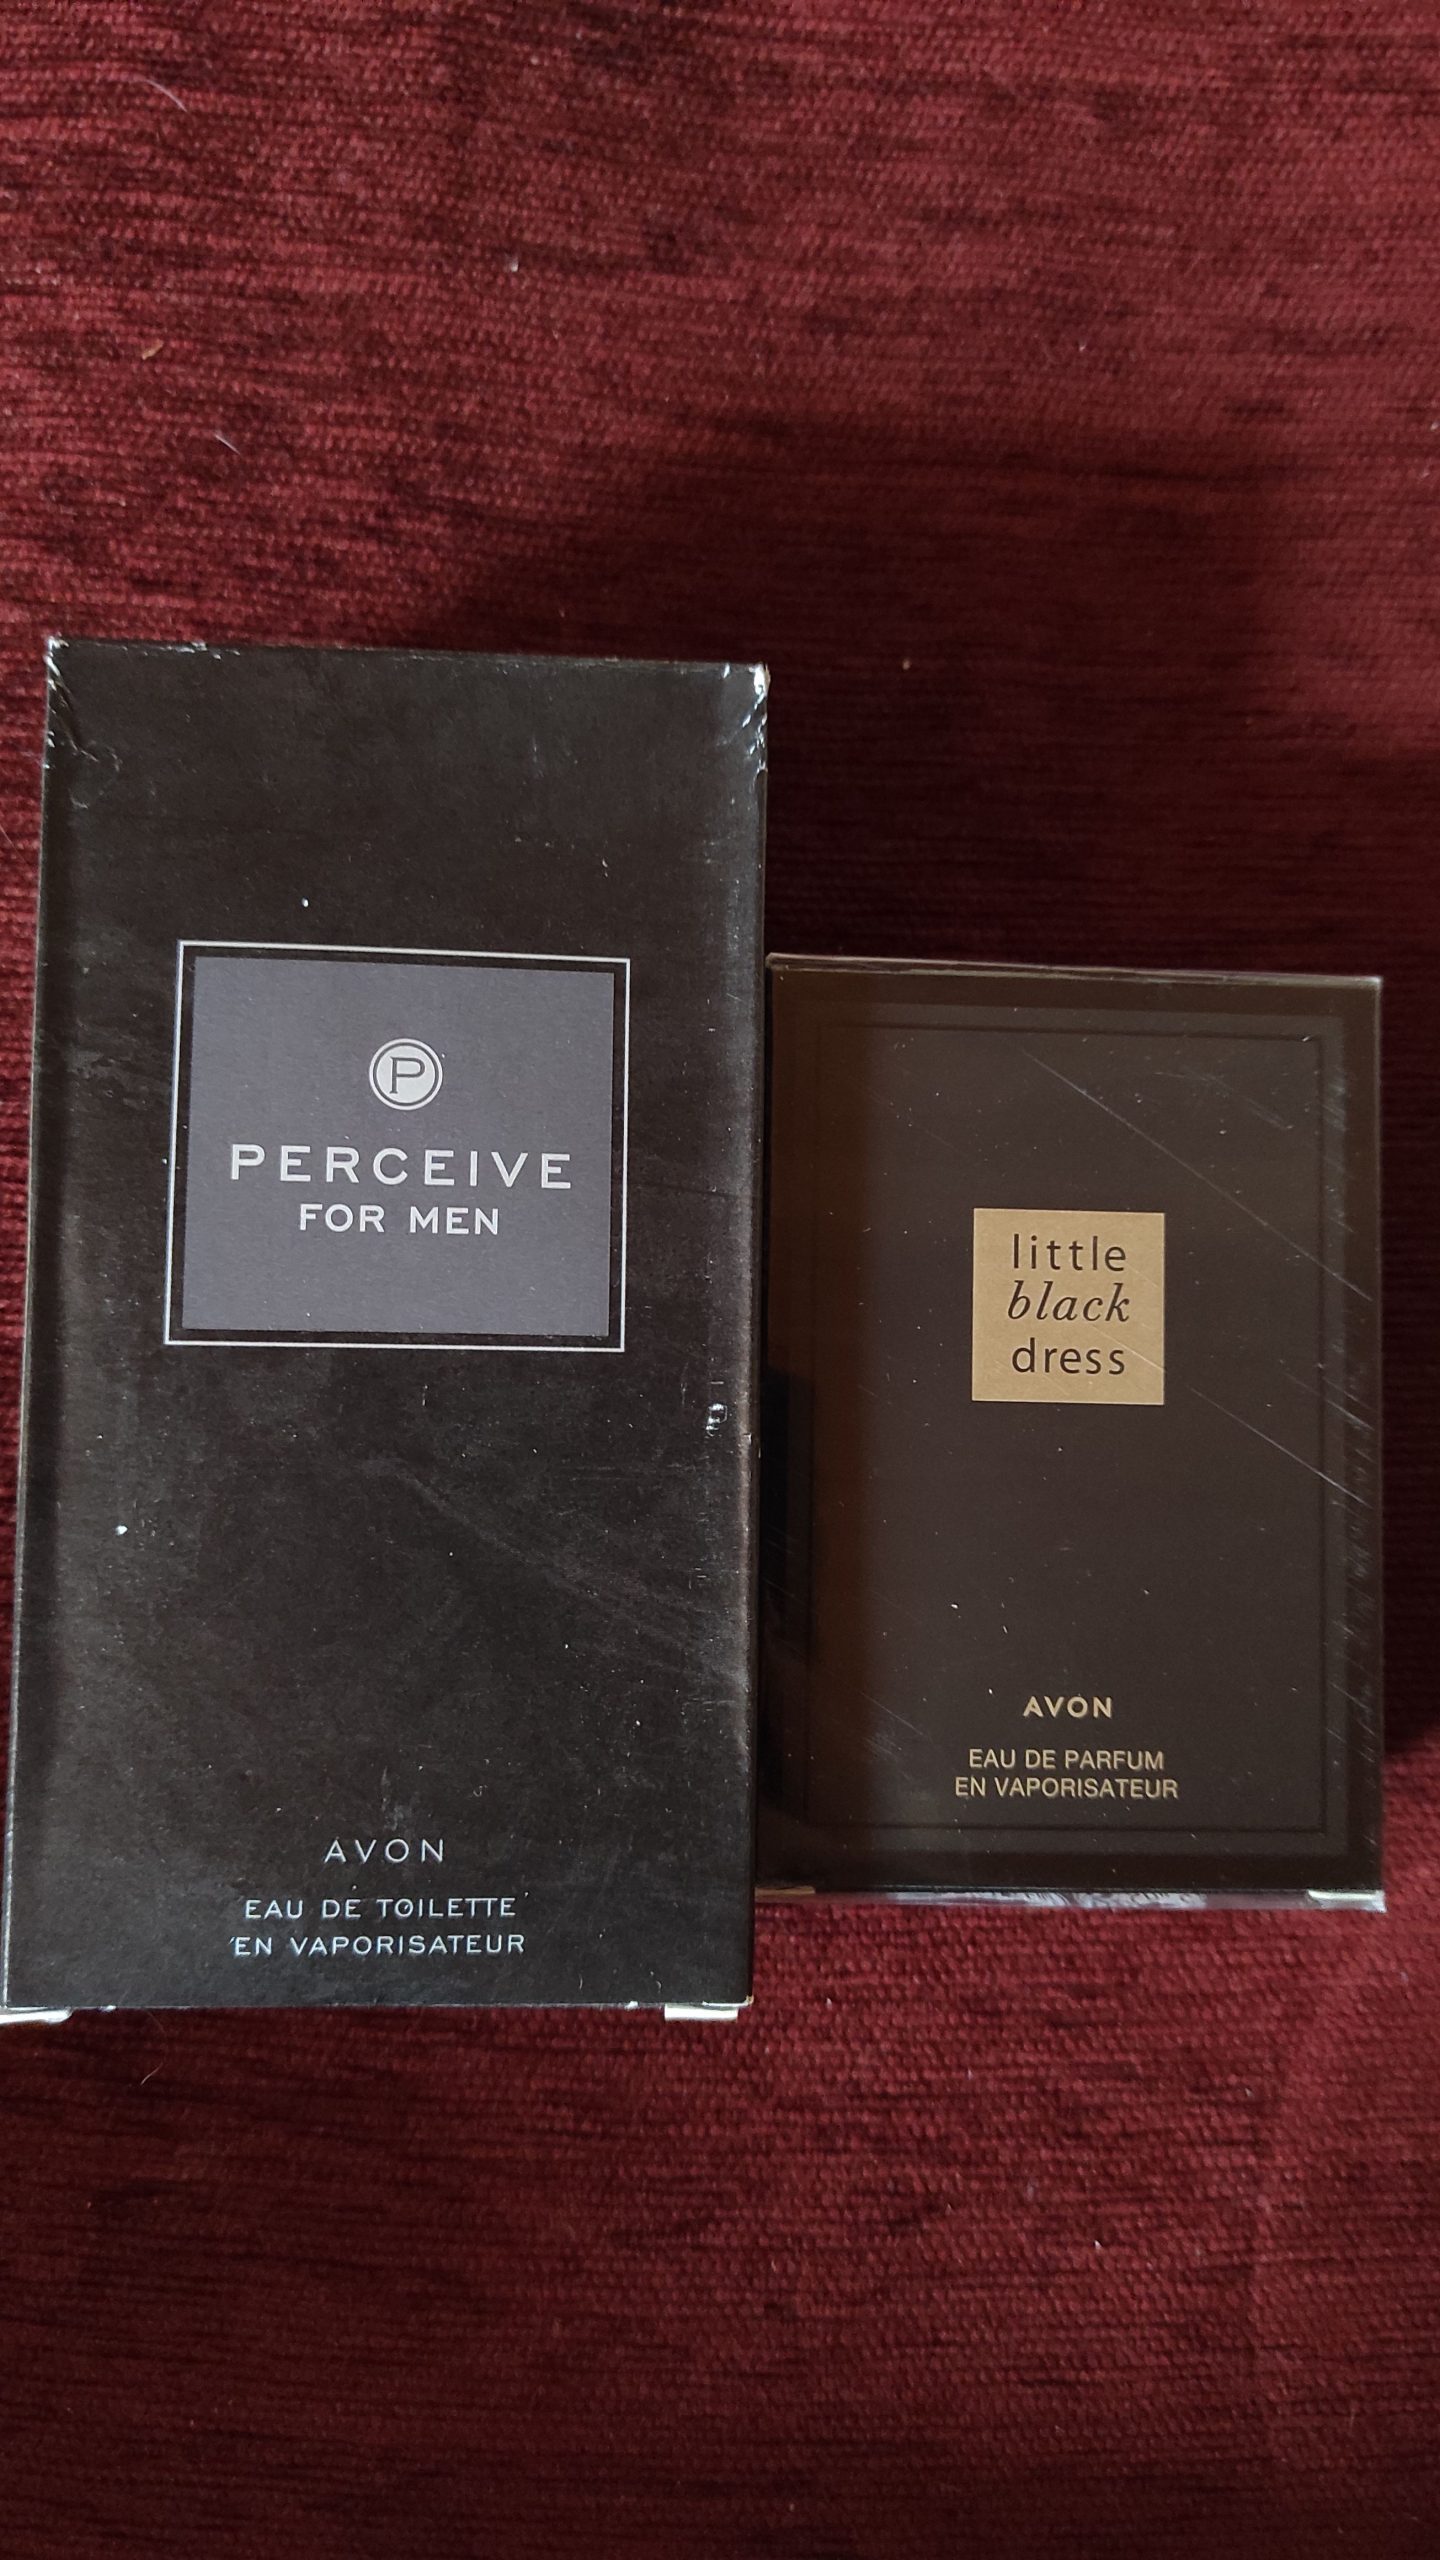 P
PERCEIVE
FOR MEN
AVON
EAU DE TOILETTE
EN VAPORISATEUR
little
black
dress
AVON
EAU DE PARFUM
EN VAPORISATEUR